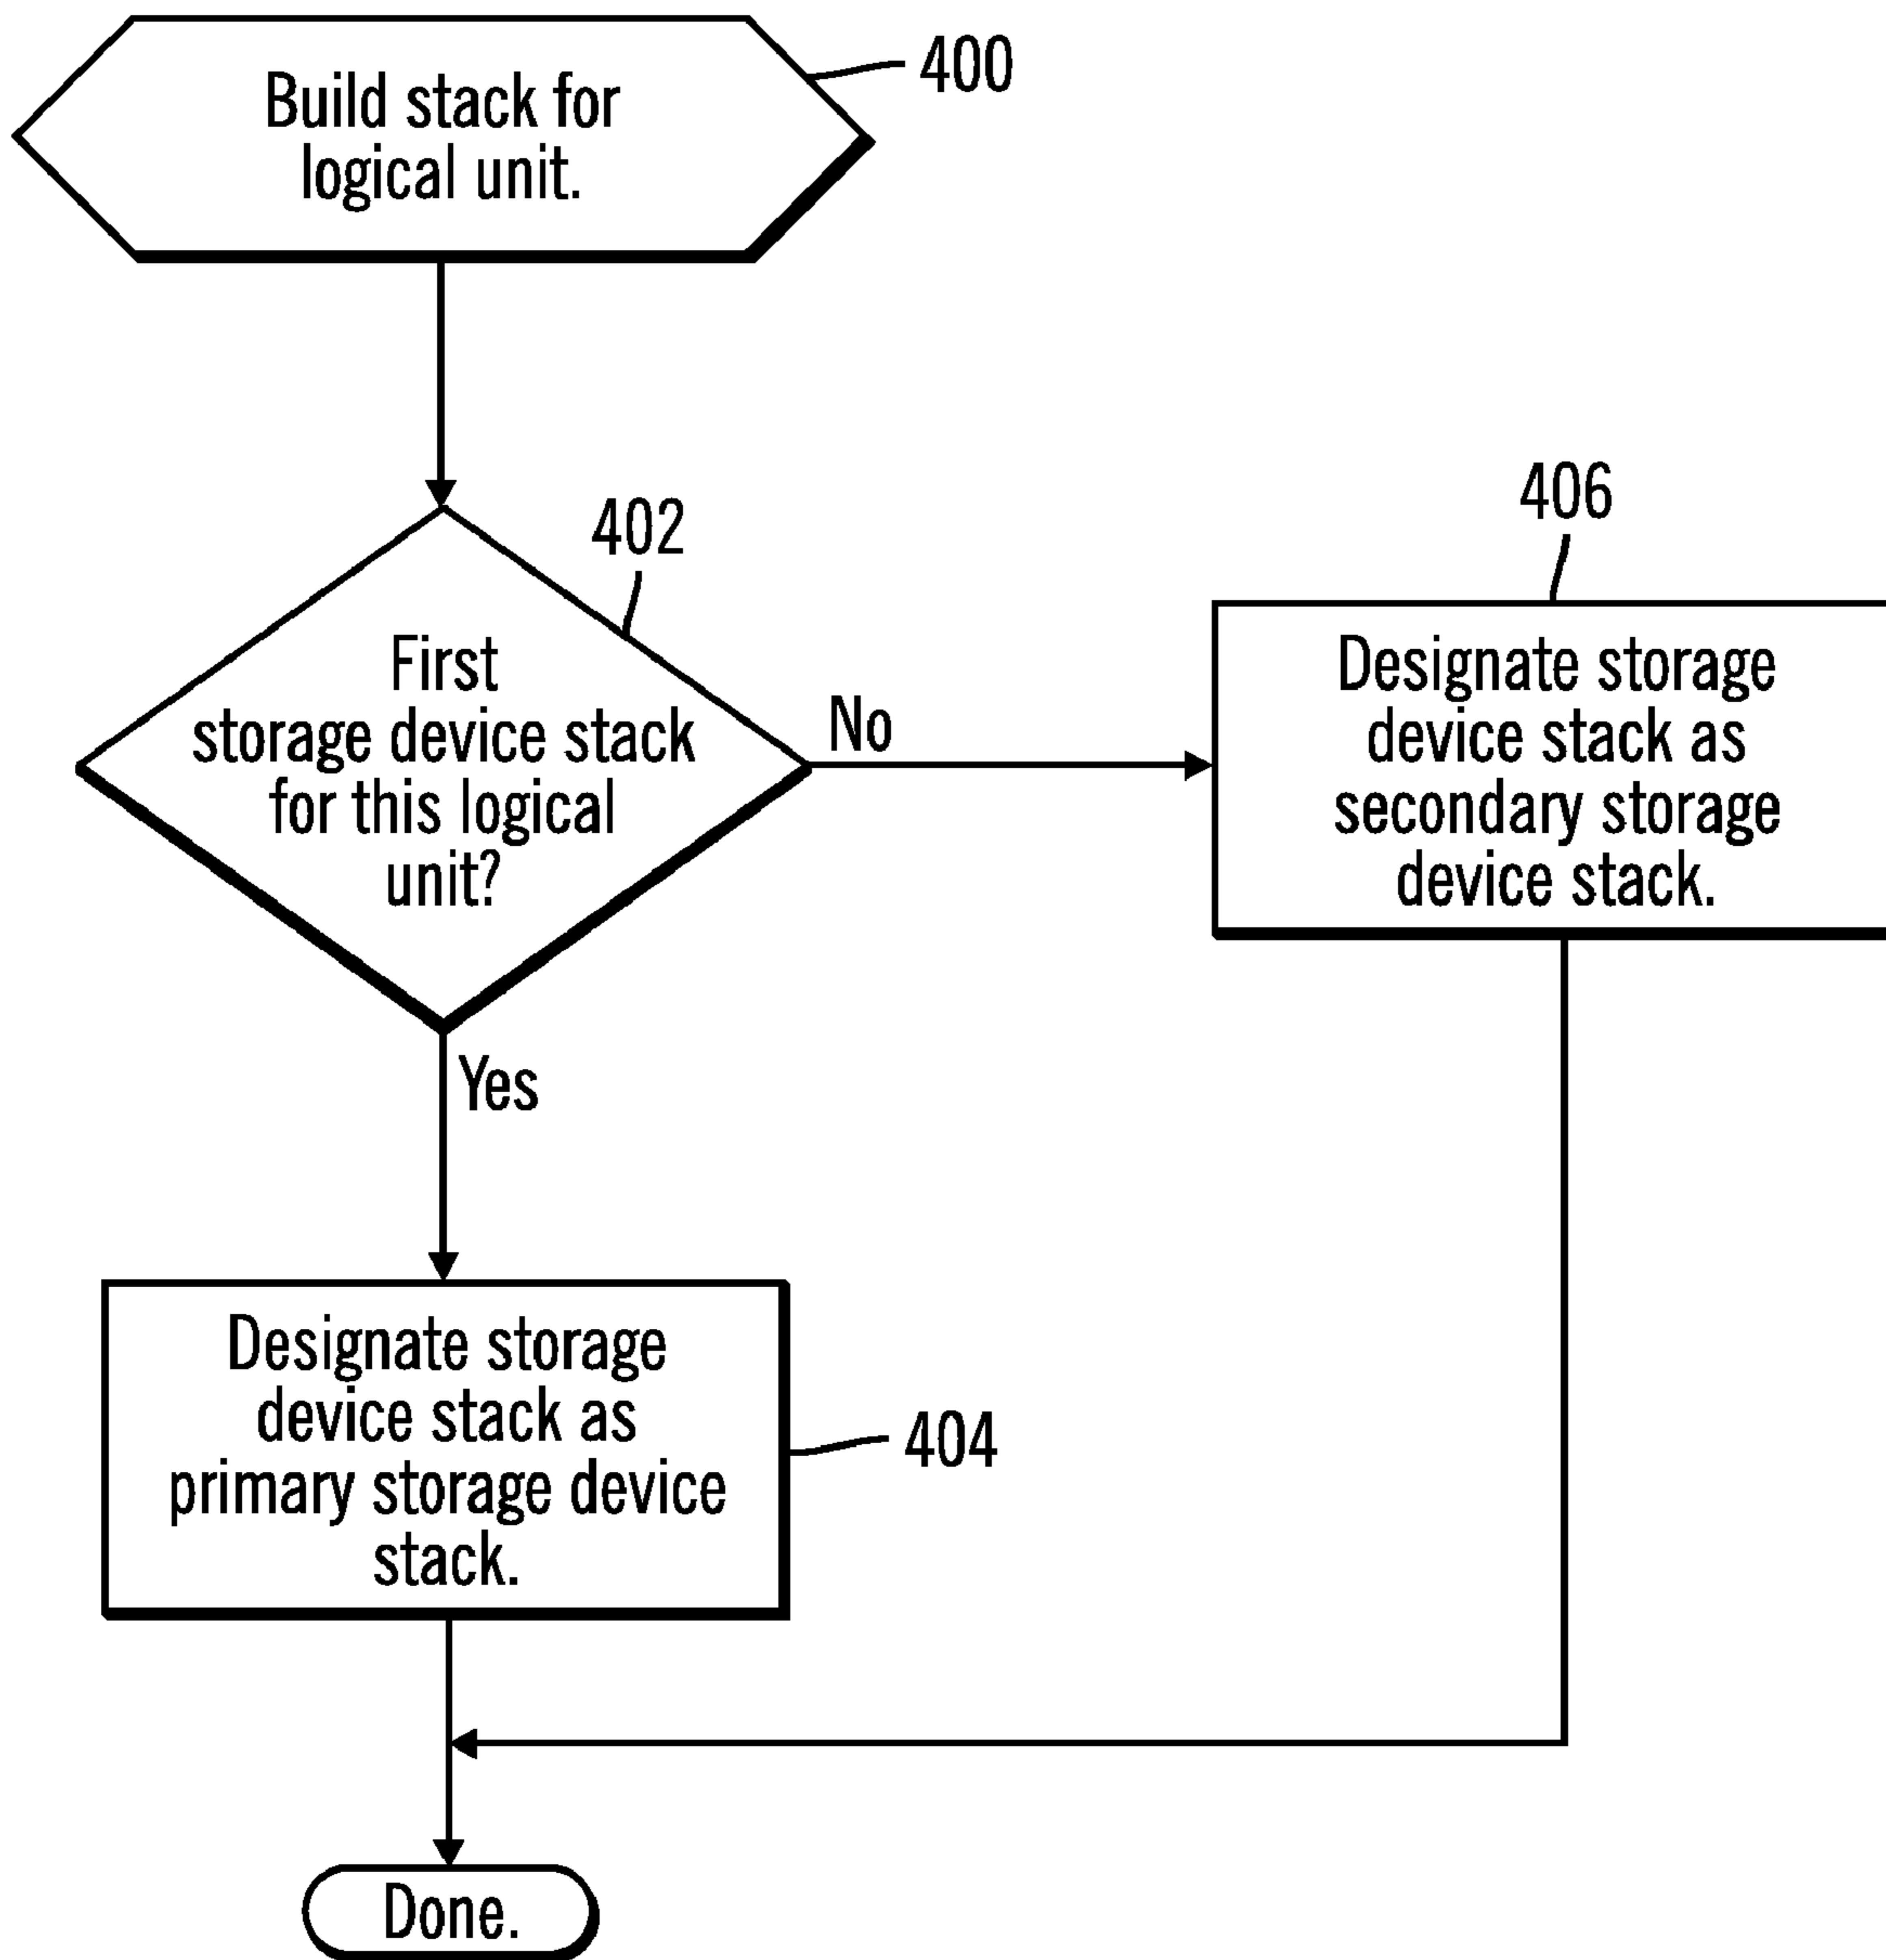 Build stack for
logical unit.
400
402
First
storage device stack
for this logical
unit?
No
406
Designate storage
device stack as
secondary storage
device stack.
Yes
Designate storage
device stack as
primary storage device
stack.
404
Done.